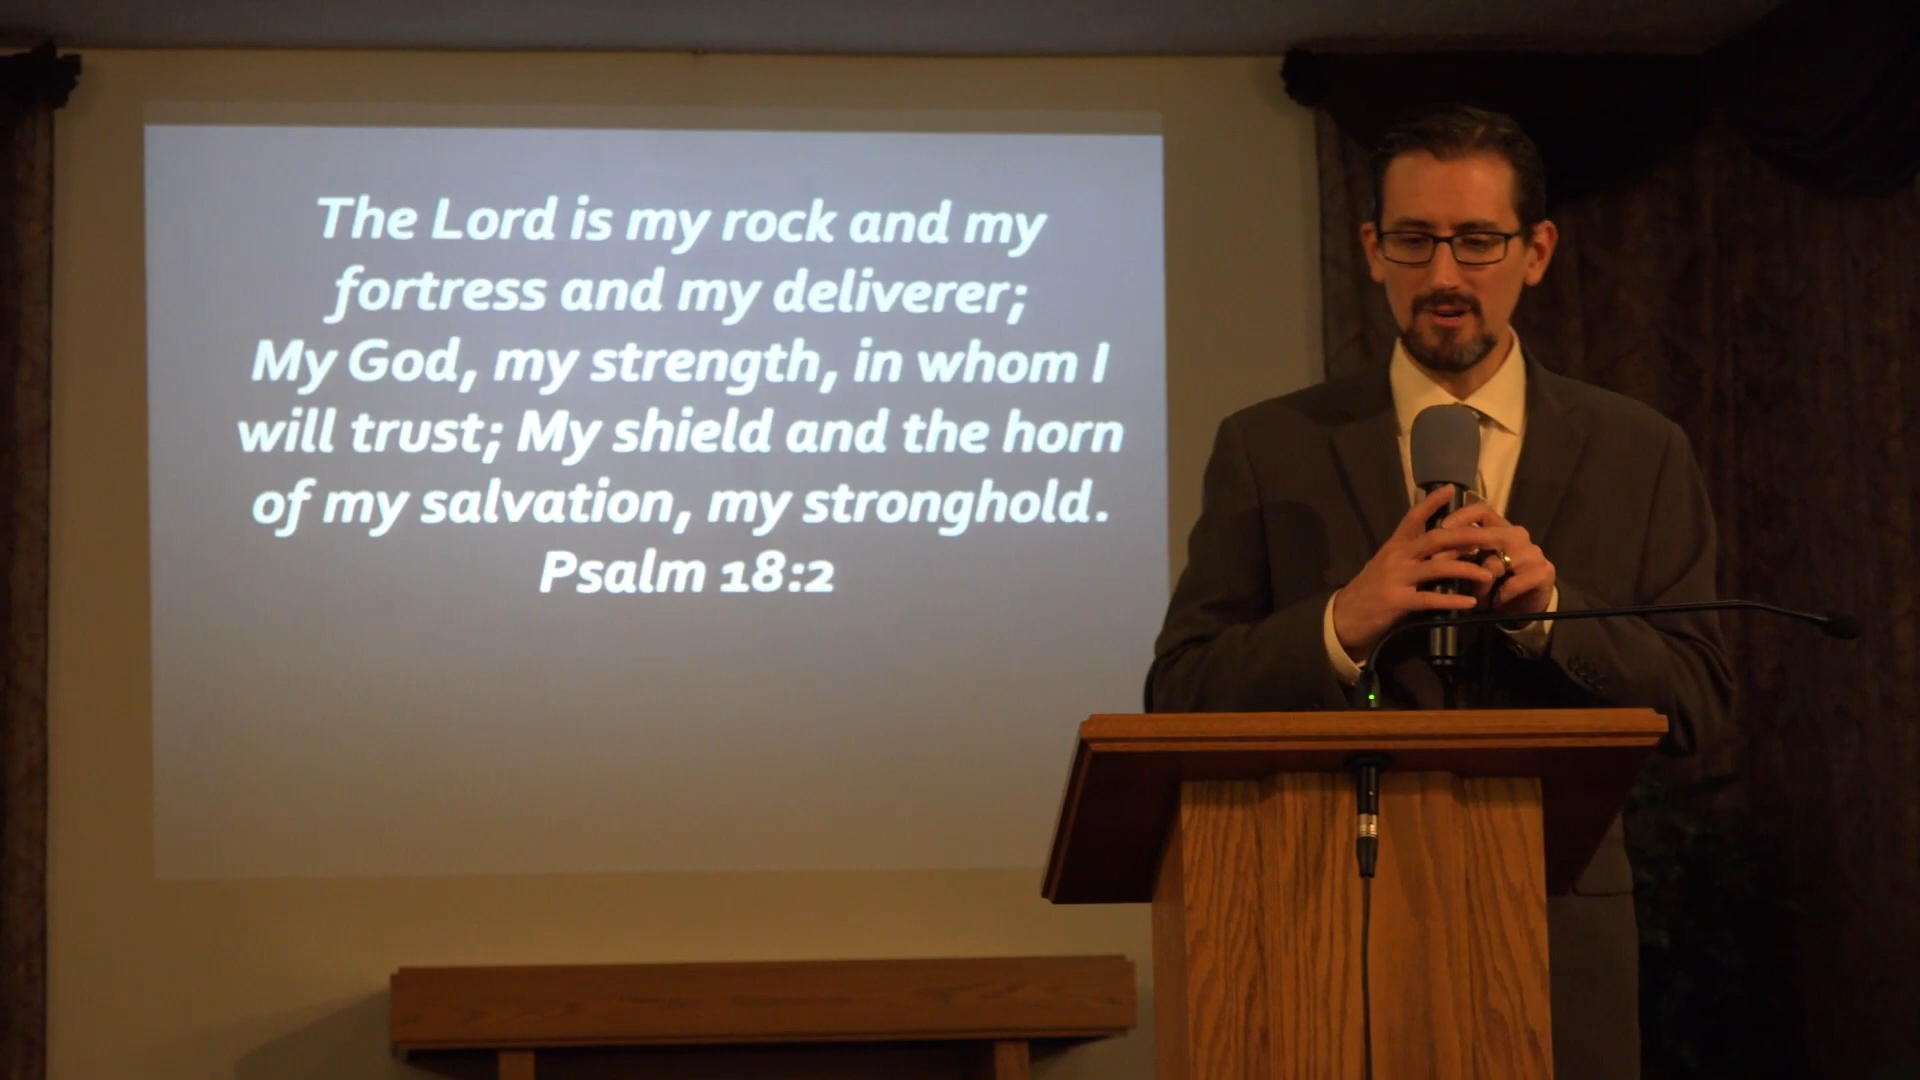 The Lord is my rock and my
fortress and my deliverer;
My God, my strength, in whom I
will trust; My shield and the horn
of my salvation, my stronghold.
Psalm 18:2